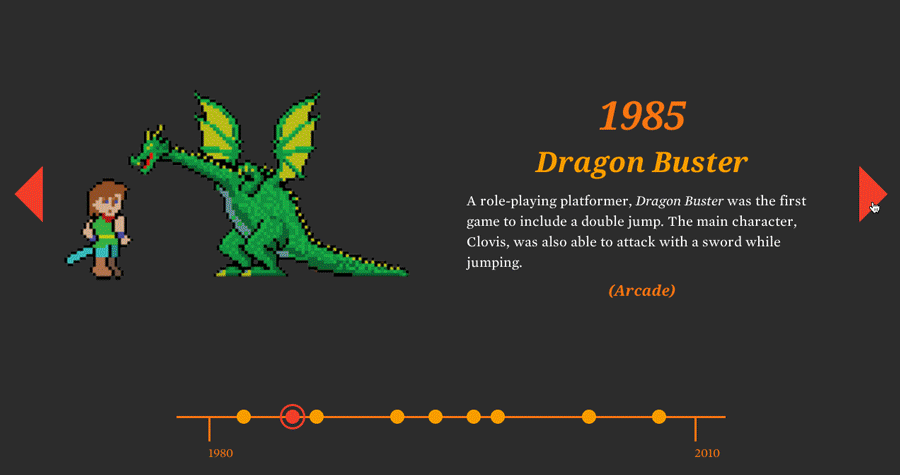 1985
Dragon Buster
A role-playing platformer, Dragon Buster was the first
game to include a double jump. The main character,
Clovis, was also able to attack with a sword while
jumping.
(Arcade)
1980
2010